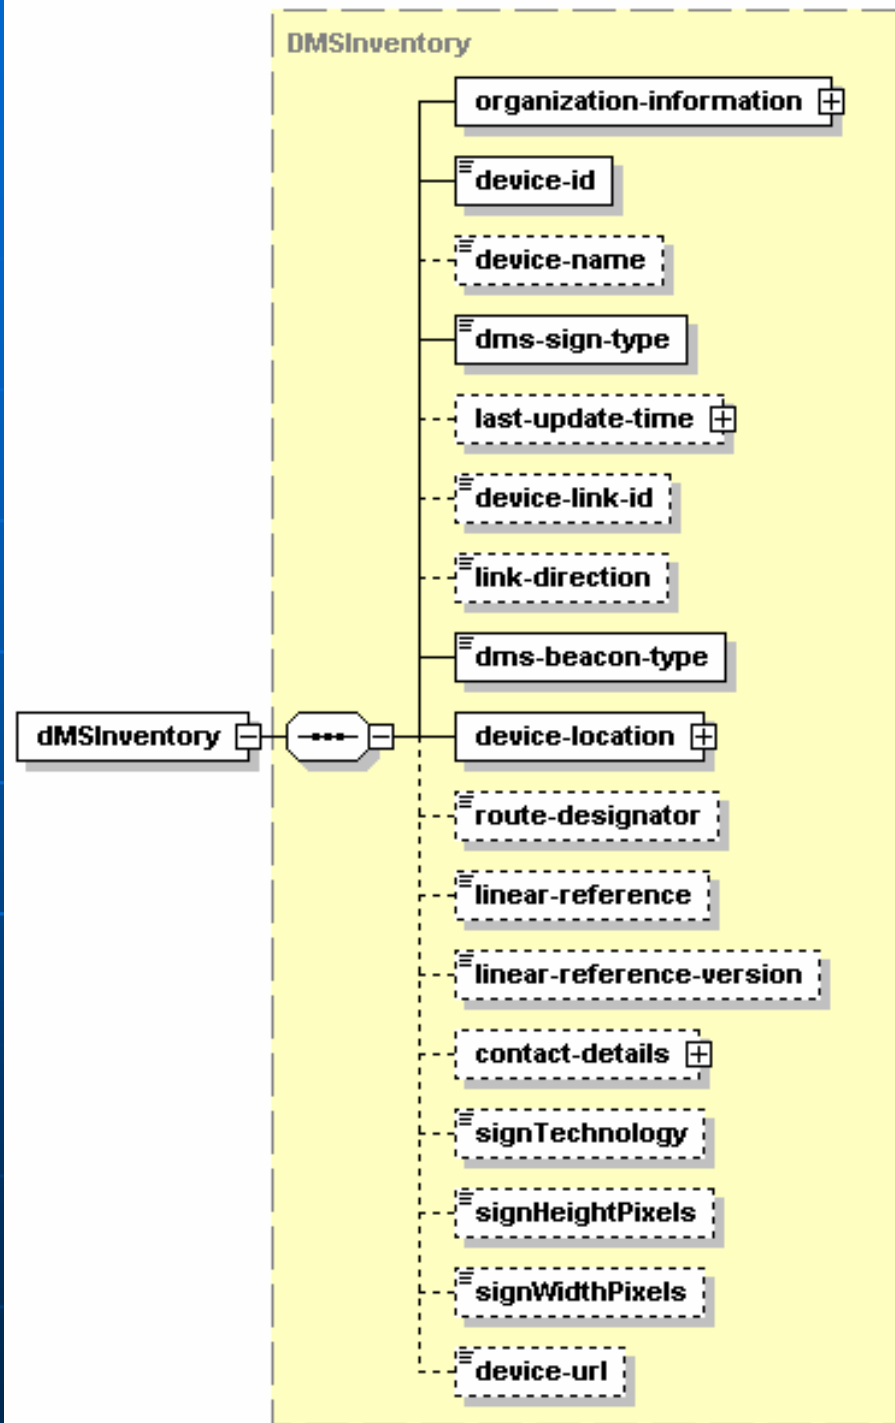 DMSInventory
organization-information
device-id
device-name
dms-sign-type
last-update-time
device-link-id
link-direction
dms-beacon-type
dMSInventory
device-location
route-designator
linear-reference
linear-reference-version
contact-details
signTechnology
signHeightPixels
signWidthPixels
device-url